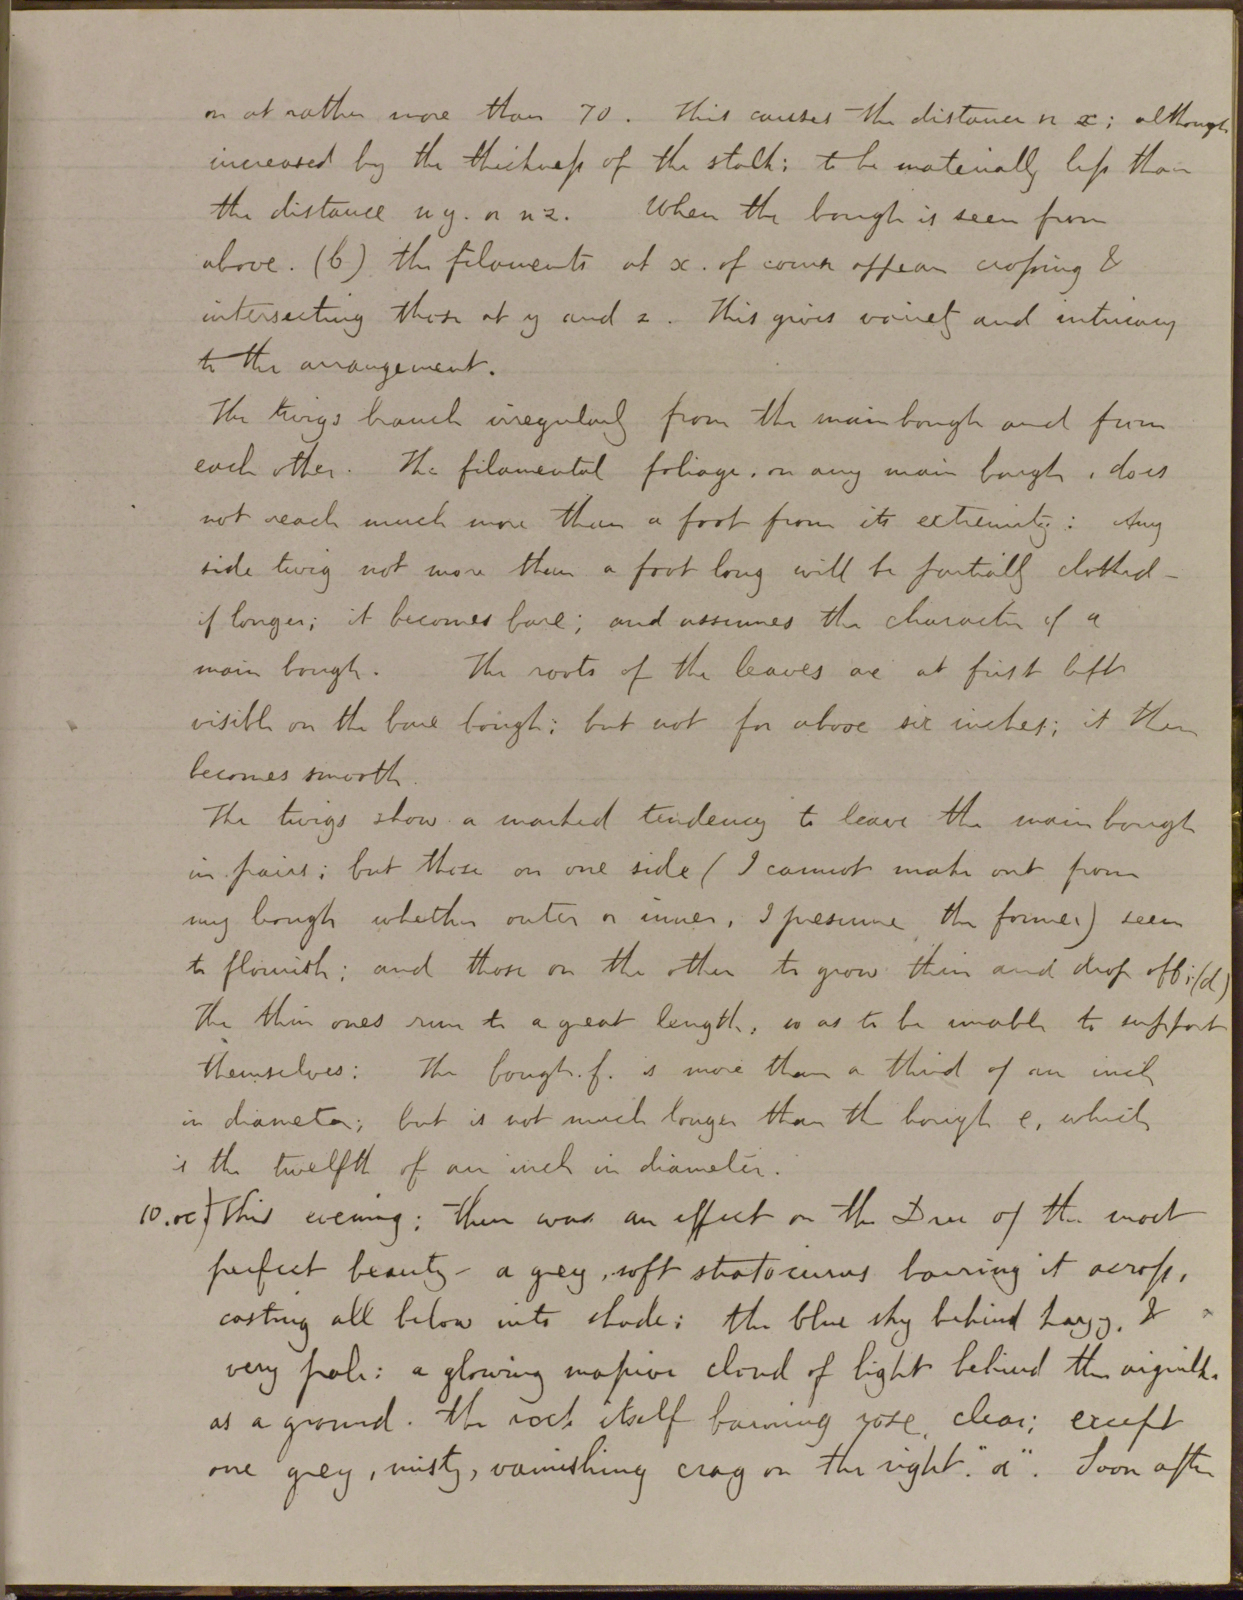 or at rather more than 70. This causes the distance n x; although
increased by the thickness of the stalk: to be materially less than
the distance n y. or n z. When the bough is seen from
above. (b) the filaments at x. of course appear crossing &
intersecting those at y and z. This gives variety and intricacy
to the arrangement.
The twigs branch irregularly from the main bough and from
each other. The filamental foliage, on any main bough, does
not reach much more than a foot from its extremity: Any
side twig not more than a foot long will be partially clothed -
if longer; it becomes bare; and assumes the character of a
main bough. The roots of the leaves are at first left
visible on the bare bough; but not for above six inches; it then
becomes smooth.
The twigs show a marked tendency to leave the main bough
in pairs; but those on one side (I cannot make out from
my bough whether outer or inner, I presume the former) seem
to flourish; and those on the other to grow thin and drop off; (d)
The thin ones run to a great length, so as to be unable to support
themselves: The bough. f. is more than a third of an inch
in diameter; but is not much longer than the bough e, which
is the twelfth of an inch in diameter.
10. oc) This evening; there was an effect on the Dru of the most
perfect beauty - a grey, soft stratocirrus barring it across,
casting all below into shade; the blue sky behind hazy, &
very pale: a glowing massive cloud of light behind the aiguille
as a ground. The rock itself burning rose, clear; except
one grey, misty, vanishing crag on the right. "a". Soon after